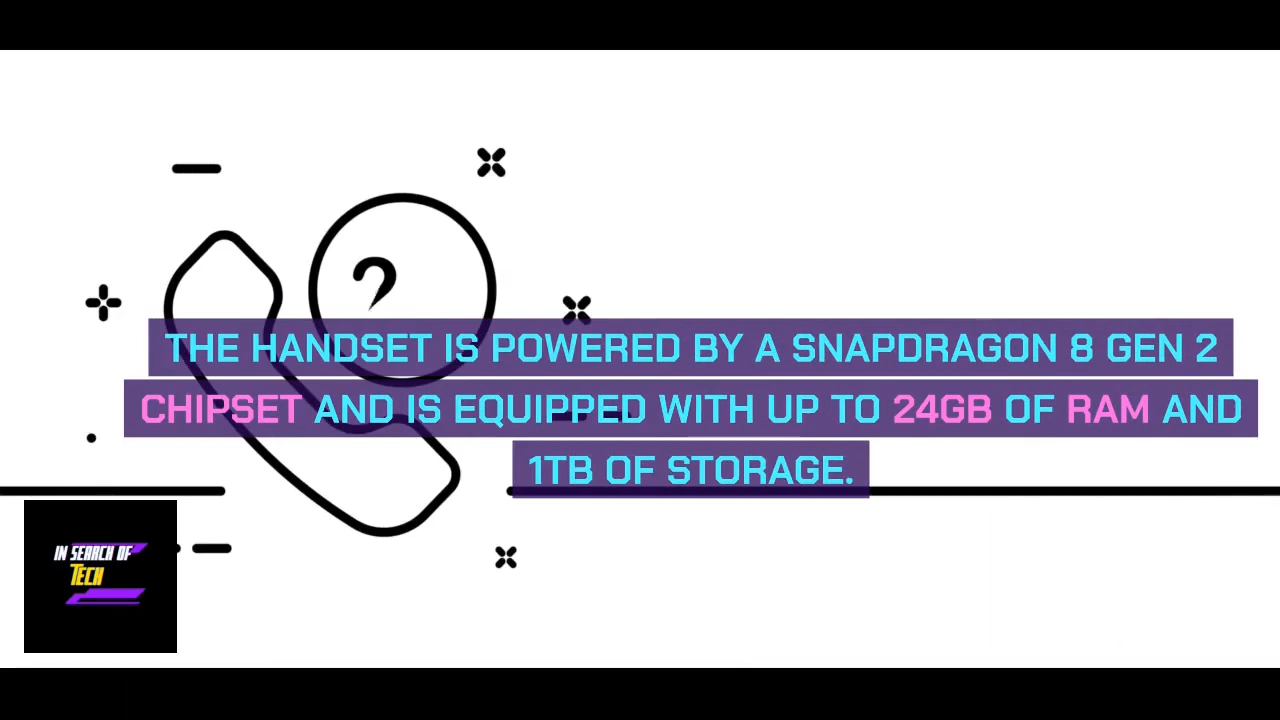 ?
THE HANDSET IS POWERED BY A SNAPDRAGON 8 GEN 2
CHIPSET AND IS EQUIPPED WITH UP TO 24GB OF RAM AND
1TB OF STORAGE.
IN SEARCH OF
TECH